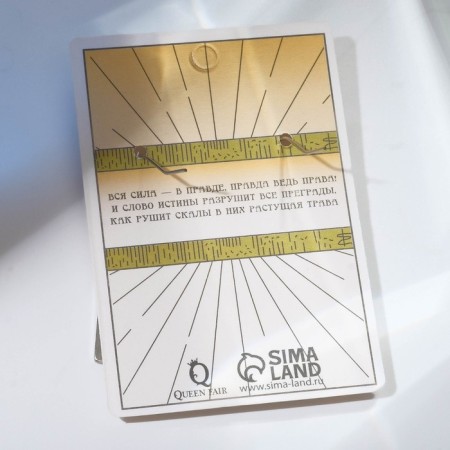 ВСЯ СИЛА — В ПРАВДЕ, ПРАВДА ВЕДЬ ПРАВА!
И СЛОВО ИСТИНЫ РАЗРУШИТ ВСЕ ПРЕГРАДЫ,
КАК РУШИТ СКАЛЫ В НИХ РАСТУЩАЯ ТРАВА
QUEEN FAIR
SIMA
LAND
www.sima-land.ru